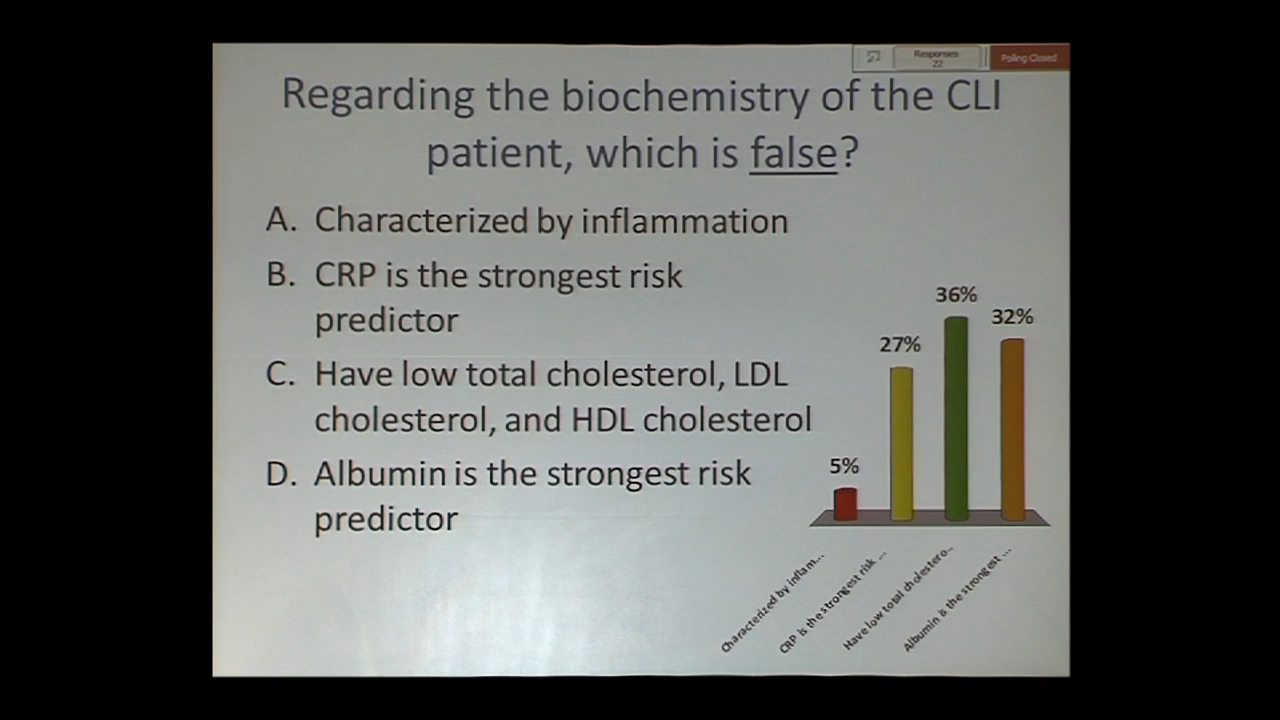 Responses
22
Polling Closed
Regarding the biochemistry of the CLI
patient, which is false?
A. Characterized by inflammation
B. CRP is the strongest risk
predictor
C. Have low total cholesterol, LDL
cholesterol, and HDL cholesterol
D. Albumin is the strongest risk
predictor
5%
27%
36%
32%
Characterized by inflam...
CRP is the strongest risk ...
Have low total cholestero...
Albumin is the strongest ...